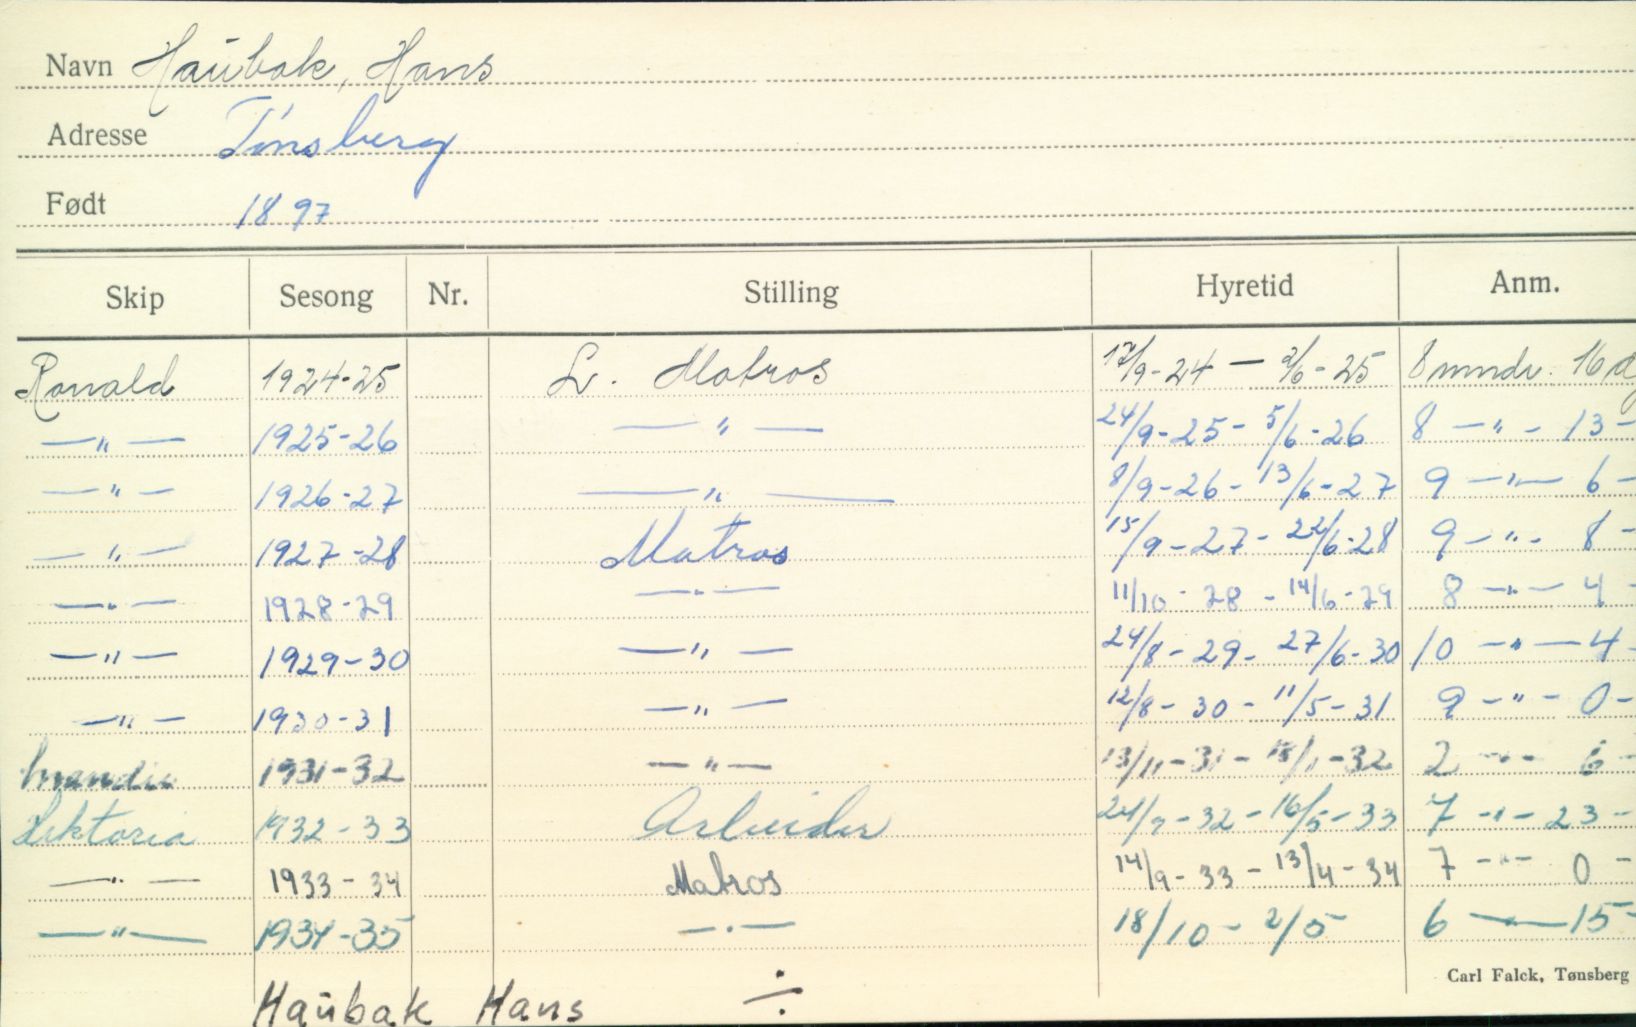 Navn Haubak, Hans
Adresse Tønsberg
Født 1897
Skip Sesong Nr. Stilling Hyretid Anm.
Ronald 1924-25 L. Matros 17/9-24 — 2/6-25 8 mndr. 16 d
—"— 1925-26 —"— 24/9-25 - 5/6-26 8 —"— 13 -
—"— 1926-27 —"— 8/9-26 - 13/6-27 9 —"— 6 -
—"— 1927-28 Matros 15/9-27 - 22/6-28 9 —"— 8 -
—"— 1928-29 —"— 11/10-28 - 14/6-29 8 —"— 4 -
—"— 1929-30 —"— 24/8-29 - 27/6-30 10 —"— 4 -
—"— 1930-31 —"— 12/8-30 - 11/5-31 9 —"— 0 -
1931-32 —"— 13/11-31 - 18/1-32 2 —"— 6 -
Lektoria 1932-33 Arbeider 24/9-32 - 16/5-33 7 —"— 23 -
—"— 1933-34 Matros 14/9-33 - 13/4-34 7 —"— 0 -
—"— 1934-35 —"— 18/10 - 2/5 6 —"— 15 -
Carl Falck, Tønsberg
Haubak Hans ÷